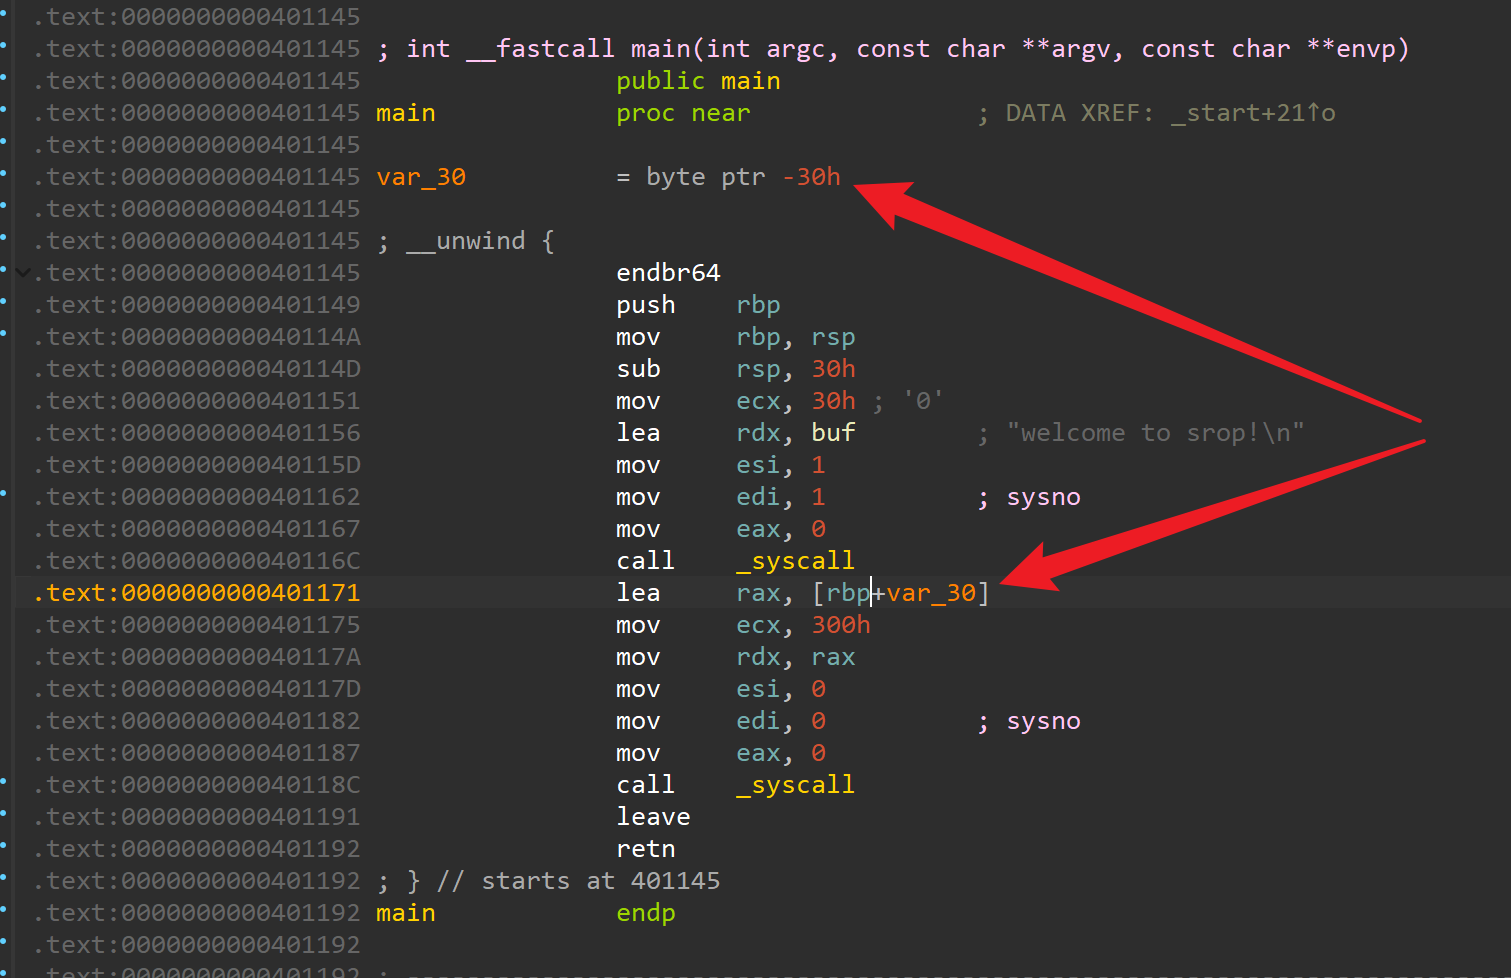 .text:0000000000401145
.text:0000000000401145 ; int __fastcall main(int argc, const char **argv, const char **envp)
.text:0000000000401145 public main
.text:0000000000401145 main proc near ; DATA XREF: _start+21↑o
.text:0000000000401145
.text:0000000000401145 var_30 = byte ptr -30h
.text:0000000000401145
.text:0000000000401145 ; __unwind {
.text:0000000000401145 endbr64
.text:0000000000401149 push rbp
.text:000000000040114A mov rbp, rsp
.text:000000000040114D sub rsp, 30h
.text:0000000000401151 mov ecx, 30h ; '0'
.text:0000000000401156 lea rdx, buf ; "welcome to srop!\n"
.text:000000000040115D mov esi, 1
.text:0000000000401162 mov edi, 1 ; sysno
.text:0000000000401167 mov eax, 0
.text:000000000040116C call _syscall
.text:0000000000401171 lea rax, [rbp+var_30]
.text:0000000000401175 mov ecx, 300h
.text:000000000040117A mov rdx, rax
.text:000000000040117D mov esi, 0
.text:0000000000401182 mov edi, 0 ; sysno
.text:0000000000401187 mov eax, 0
.text:000000000040118C call _syscall
.text:0000000000401191 leave
.text:0000000000401192 retn
.text:0000000000401192 ; } // starts at 401145
.text:0000000000401192 main endp
.text:0000000000401192
.text:0000000000401192 ;